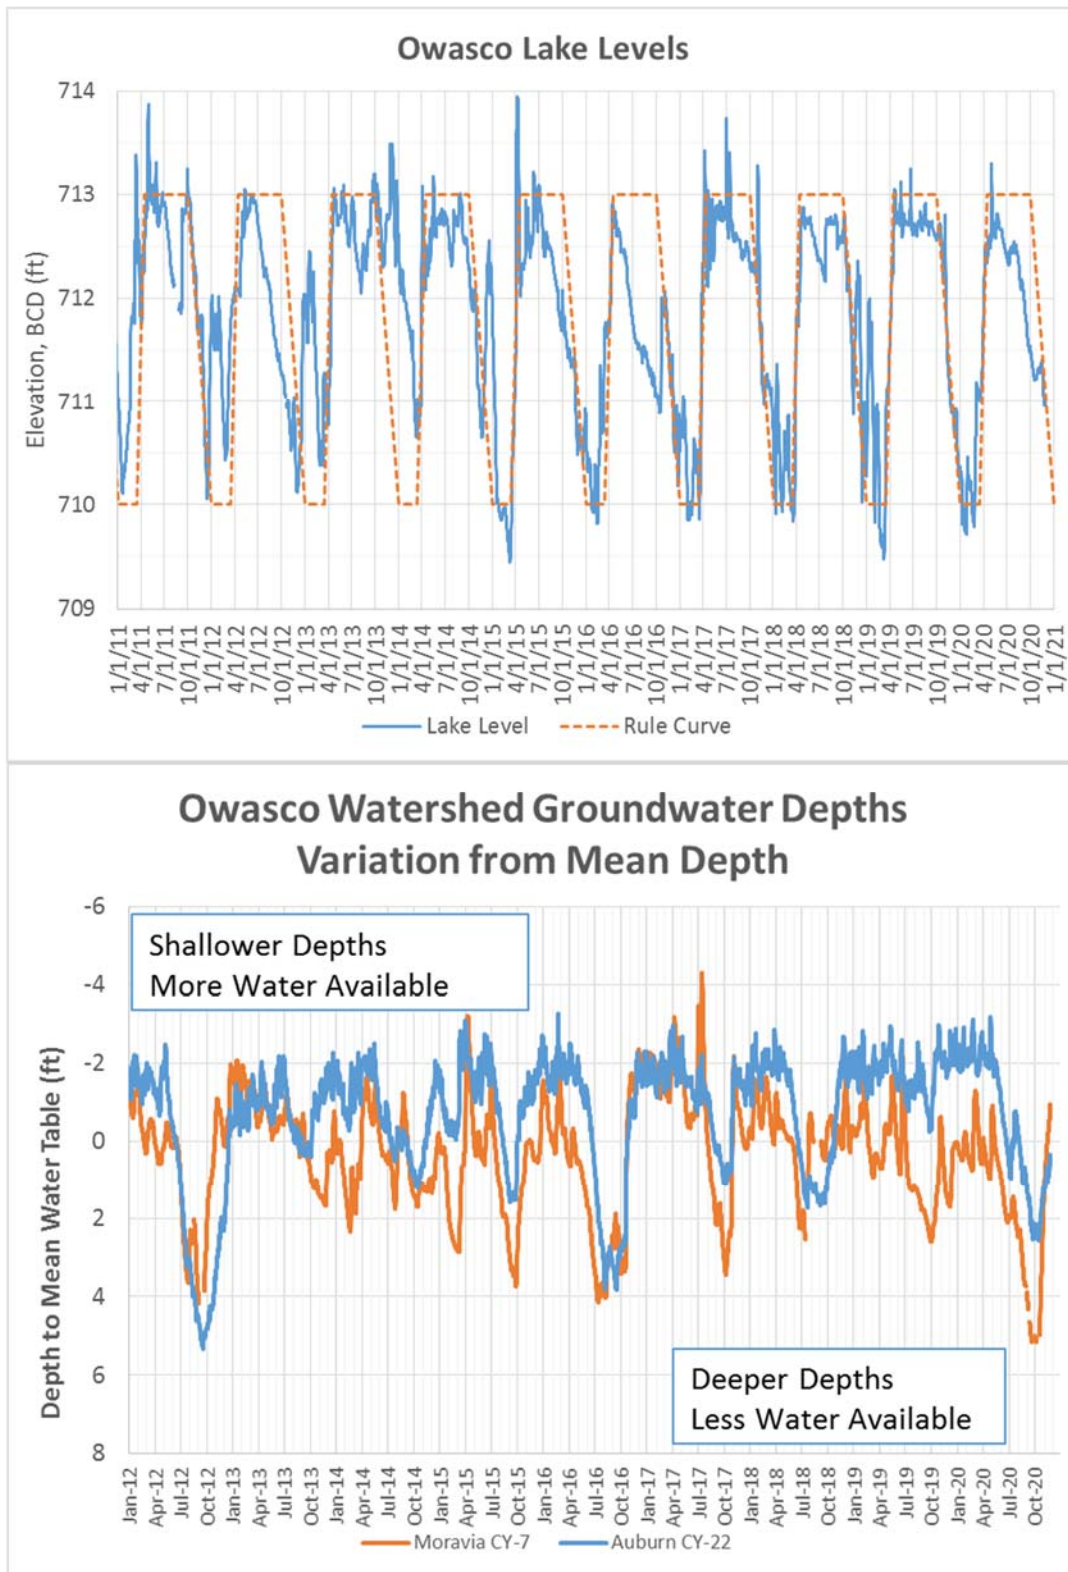 Owasco Lake Levels
714
713
712
711
710
709
Elevation, BCD (ft)
1/1/11
4/1/11
7/1/11
10/1/11
1/1/12
4/1/12
7/1/12
10/1/12
1/1/13
4/1/13
7/1/13
10/1/13
1/1/14
4/1/14
7/1/14
10/1/14
1/1/15
4/1/15
7/1/15
10/1/15
1/1/16
4/1/16
7/1/16
10/1/16
1/1/17
4/1/17
7/1/17
10/1/17
1/1/18
4/1/18
7/1/18
10/1/18
1/1/19
4/1/19
7/1/19
10/1/19
1/1/20
4/1/20
7/1/20
10/1/20
1/1/21
Lake Level
Rule Curve
Owasco Watershed Groundwater Depths
Variation from Mean Depth
-6
-4
-2
0
2
4
6
8
Depth to Mean Water Table (ft)
Shallower Depths
More Water Available
Deeper Depths
Less Water Available
Jan-12
Apr-12
Jul-12
Oct-12
Jan-13
Apr-13
Jul-13
Oct-13
Jan-14
Apr-14
Jul-14
Oct-14
Jan-15
Apr-15
Jul-15
Oct-15
Jan-16
Apr-16
Jul-16
Oct-16
Jan-17
Apr-17
Jul-17
Oct-17
Jan-18
Apr-18
Jul-18
Oct-18
Jan-19
Apr-19
Jul-19
Oct-19
Jan-20
Apr-20
Jul-20
Oct-20
Moravia CY-7
Auburn CY-22